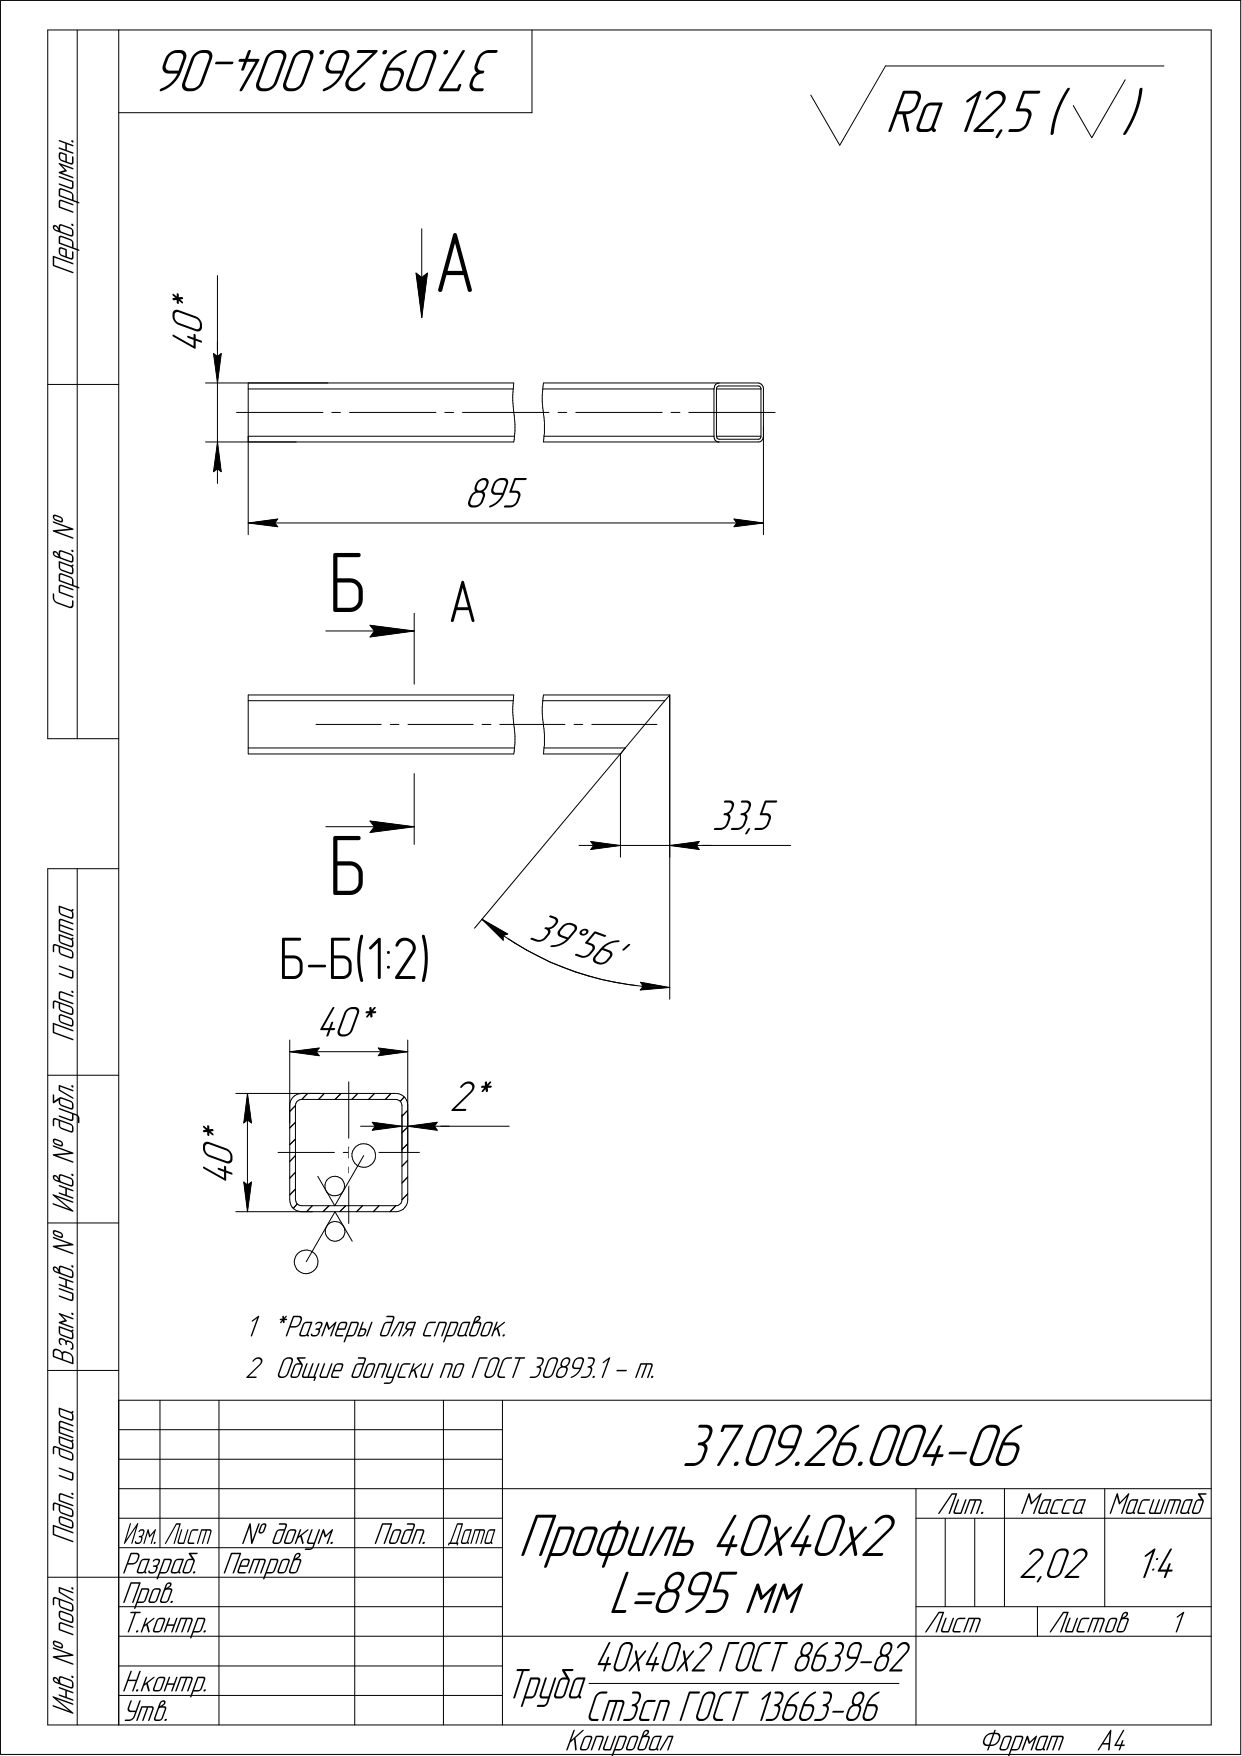 37.09.26.004-06
Ra 12,5 (√)
А
40*
895
Б
А
Б
33,5
39°56'
Б-Б(1:2)
40*
2*
40*
1 *Размеры для справок.
2 Общие допуски по ГОСТ 30893.1 - m.
Перв. примен.
Справ. №
Подп. и дата
Инв. № дубл.
Взам. инв. №
Подп. и дата
Инв. № подл.
37.09.26.004-06
Изм. Лист № докум. Подп. Дата
Разраб. Петров
Пров.
Т.контр.
Н.контр.
Утв.
Профиль 40х40х2
L=895 мм
Лит. Масса Масштаб
2,02 1:4
Лист Листов 1
Труба 40х40х2 ГОСТ 8639-82
Ст3сп ГОСТ 13663-86
Копировал Формат А4